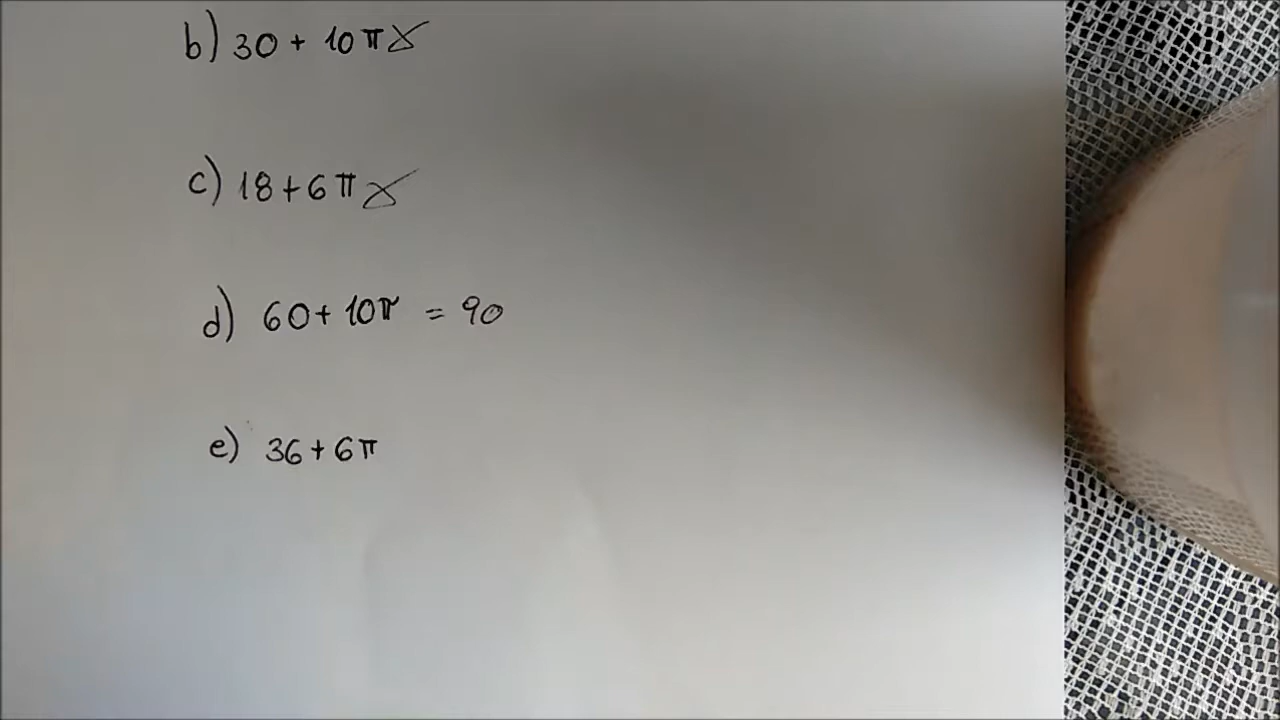 b) 30 + 10π
c) 18 + 6π
d) 60 + 10π = 90
e) 36 + 6π